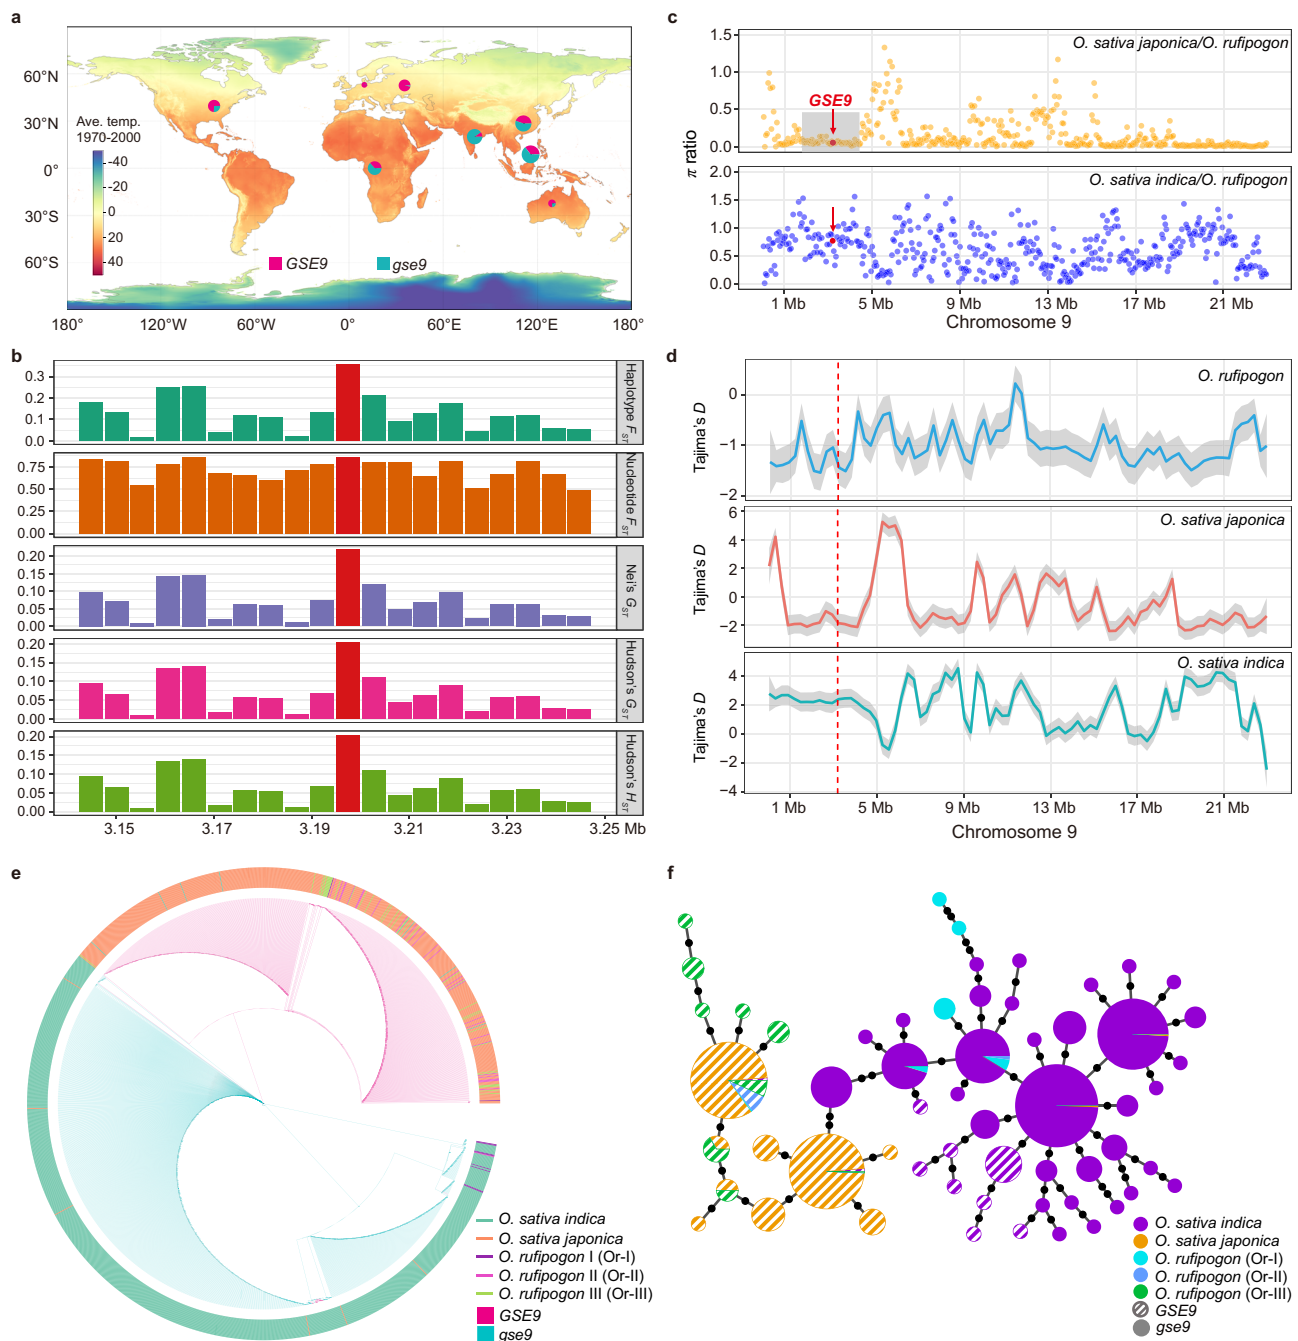 a
60°N
30°N
0°
30°S
60°S
Ave. temp.
1970-2000
-40
-20
0
20
40
GSE9
gse9
180°
120°W
60°W
0°
60°E
120°E
180°
b
0.3
0.2
0.1
0.0
Haplotype FST
0.75
0.50
0.25
0.00
Nucleotide FST
0.20
0.15
0.10
0.05
0.00
Nei's GST
0.20
0.15
0.10
0.05
0.00
Hudson's GST
0.20
0.15
0.10
0.05
0.00
Hudson's HST
3.15
3.17
3.19
3.21
3.23
3.25 Mb
c
1.5
1.0
0.5
0.0
O. sativa japonica/O. rufipogon
GSE9
π ratio
2.0
1.5
1.0
0.5
0.0
O. sativa indica/O. rufipogon
1 Mb
5 Mb
9 Mb
13 Mb
17 Mb
21 Mb
Chromosome 9
d
Tajima's D
0
−1
−2
O. rufipogon
Tajima's D
6
4
2
0
−2
O. sativa japonica
Tajima's D
4
2
0
−2
−4
O. sativa indica
1 Mb
5 Mb
9 Mb
13 Mb
17 Mb
21 Mb
Chromosome 9
e
O. sativa indica
O. sativa japonica
O. rufipogon I (Or-I)
O. rufipogon II (Or-II)
O. rufipogon III (Or-III)
GSE9
gse9
f
O. sativa indica
O. sativa japonica
O. rufipogon (Or-I)
O. rufipogon (Or-II)
O. rufipogon (Or-III)
GSE9
gse9